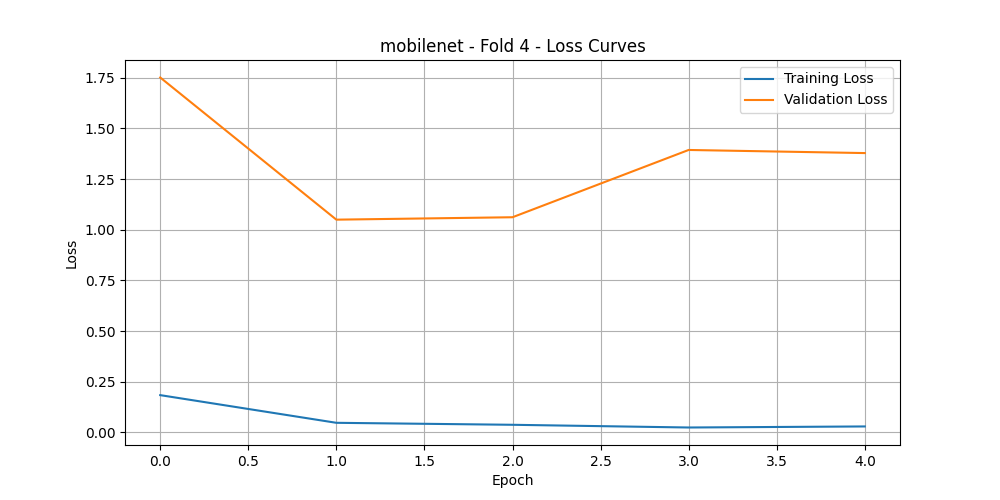 mobilenet - Fold 4 - Loss Curves
Training Loss
Validation Loss
1.75
1.50
1.25
1.00
0.75
0.50
0.25
0.00
Loss
0.0 0.5 1.0 1.5 2.0 2.5 3.0 3.5 4.0
Epoch